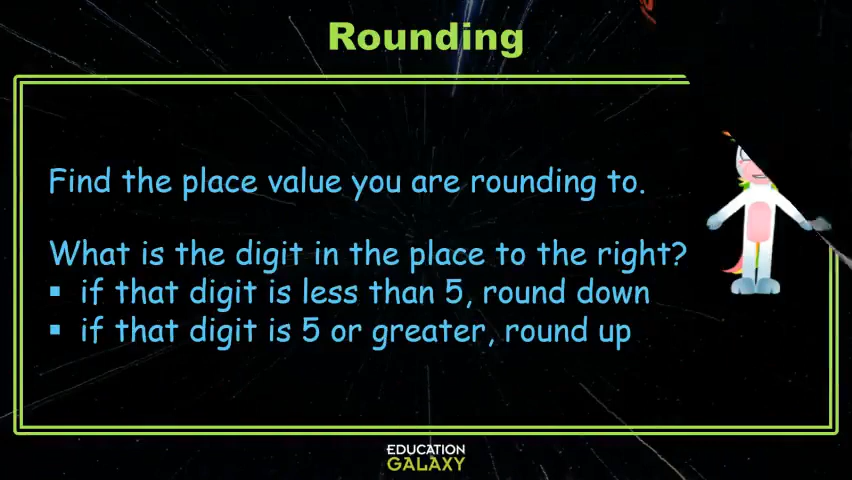 Rounding
Find the place value you are rounding to.
What is the digit in the place to the right?
▪ if that digit is less than 5, round down
▪ if that digit is 5 or greater, round up
EDUCATION
GALAXY